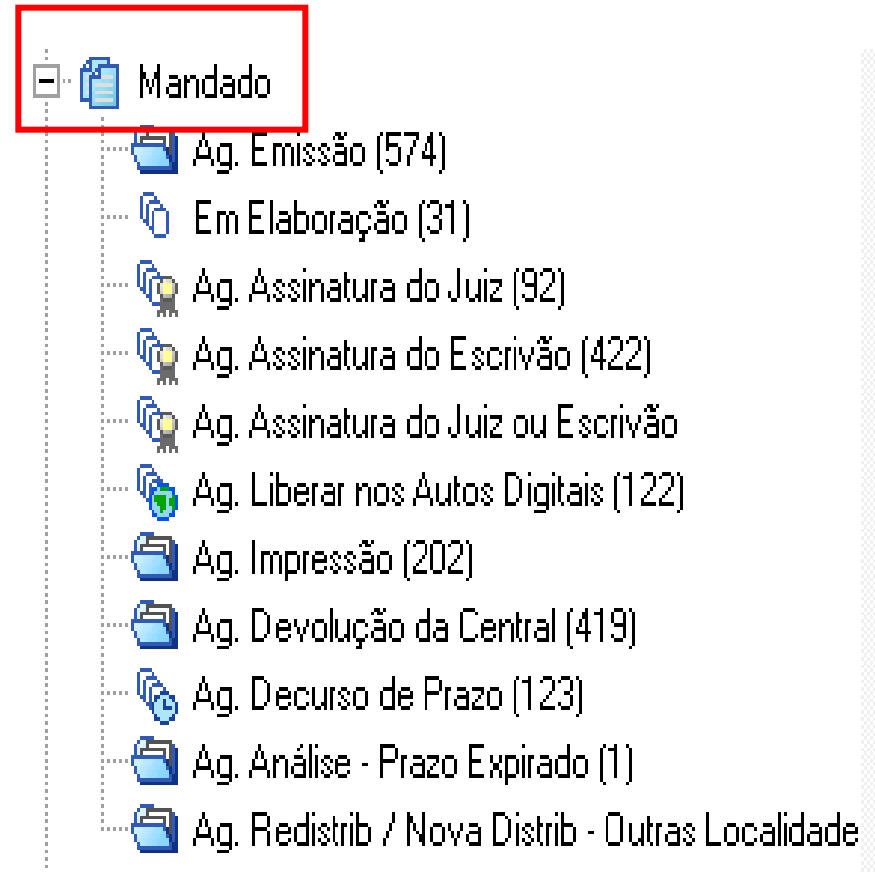 Mandado
Ag. Emissão (574)
Em Elaboração (31)
Ag. Assinatura do Juiz (92)
Ag. Assinatura do Escrivão (422)
Ag. Assinatura do Juiz ou Escrivão
Ag. Liberar nos Autos Digitais (122)
Ag. Impressão (202)
Ag. Devolução da Central (419)
Ag. Decurso de Prazo (123)
Ag. Análise - Prazo Expirado (1)
Ag. Redistrib / Nova Distrib - Outras Localidade